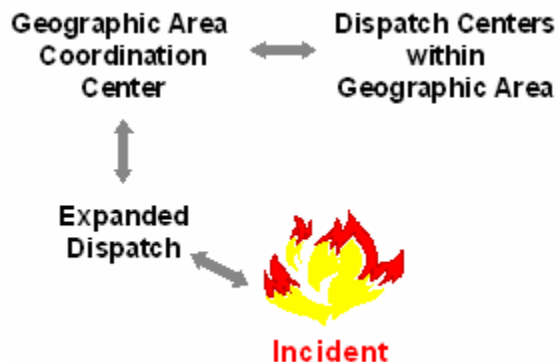 Geographic Area
Coordination
Center
Dispatch Centers
within
Geographic Area
Expanded
Dispatch
Incident